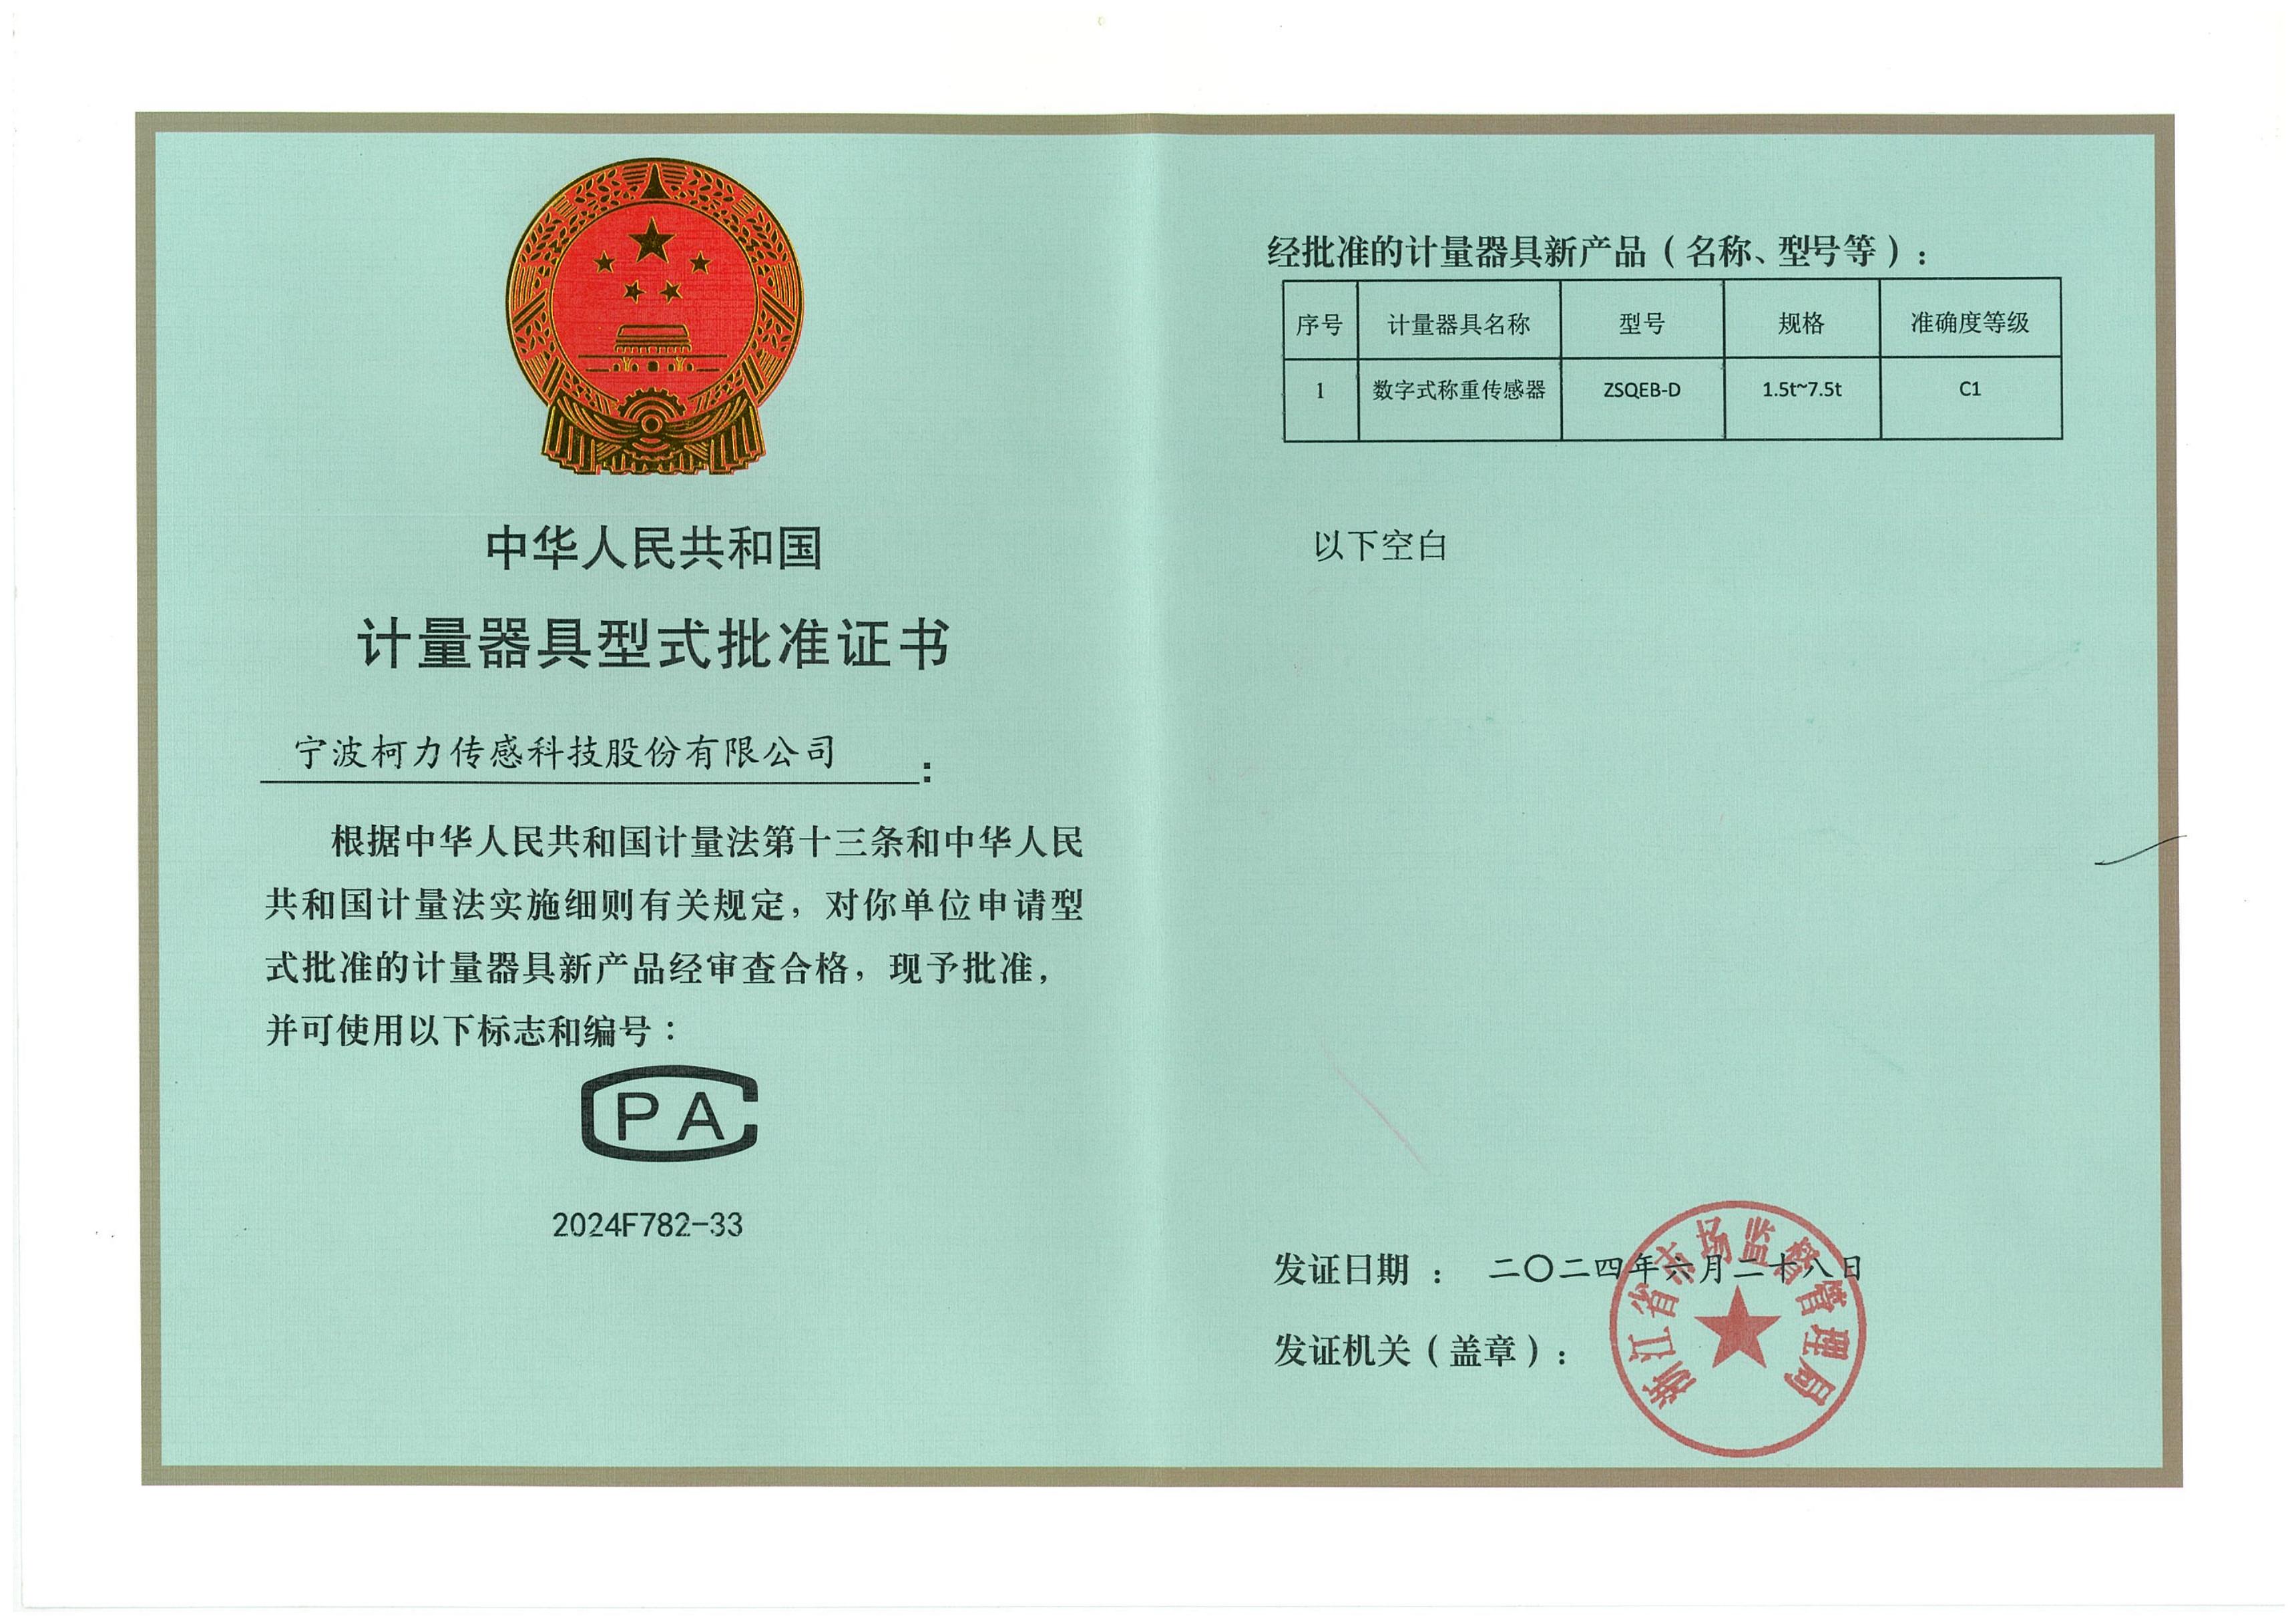 中华人民共和国
计量器具型式批准证书
宁波柯力传感科技股份有限公司：
根据中华人民共和国计量法第十三条和中华人民
共和国计量法实施细则有关规定，对你单位申请型
式批准的计量器具新产品经审查合格，现予批准，
并可使用以下标志和编号：
CPA
2024F782-33
经批准的计量器具新产品（名称、型号等）：
序号 计量器具名称 型号 规格 准确度等级
1 数字式称重传感器 ZSQEB-D 1.5t~7.5t C1
以下空白
发证日期： 二〇二四年六月二十八日
发证机关（盖章）：
浙江省市场监督管理局